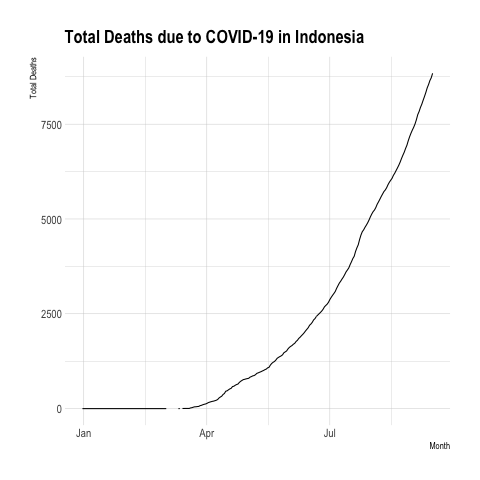 Total Deaths due to COVID-19 in Indonesia
Total Deaths
7500
5000
2500
0
Jan
Apr
Jul
Month